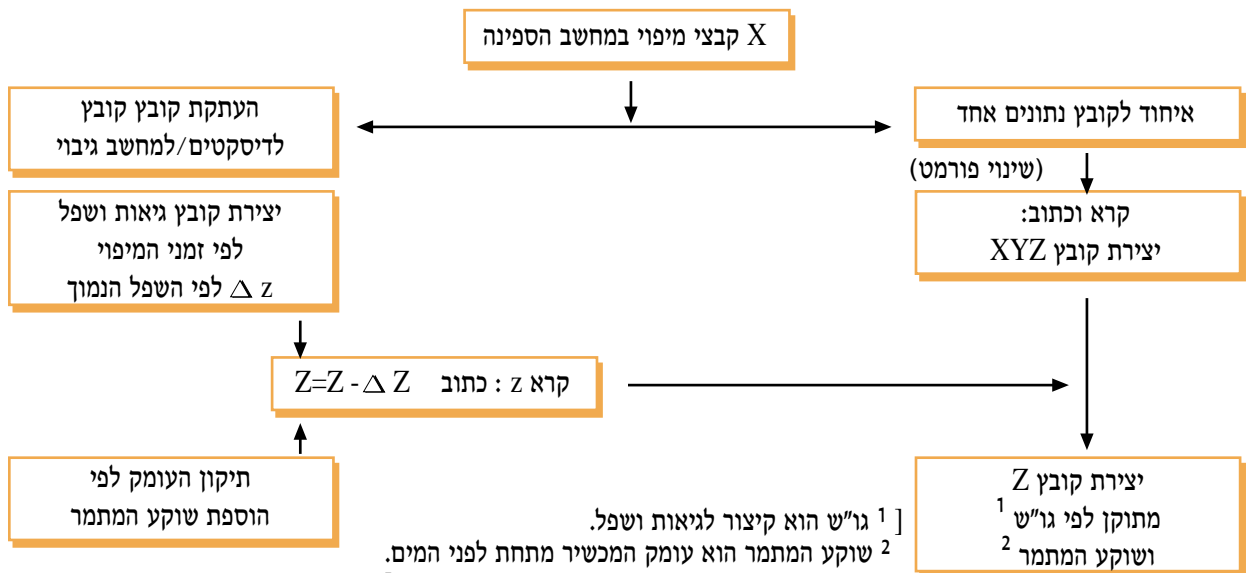 X קבצי מיפוי במחשב הספינה
איחוד לקובץ נתונים אחד
העתקת קובץ קובץ
לדיסקטים/למחשב גיבוי
(שינוי פורמט)
קרא וכתוב:
יצירת קובץ XYZ
יצירת קובץ גיאות ושפל
לפי זמני המיפוי
Δ z לפי השפל הנמוך
קרא z : כתוב Z=Z - Δ Z
תיקון העומק לפי
הוספת שוקע המתמר
יצירת קובץ Z
מתוקן לפי גו"ש 1
ושוקע המתמר 2
[ 1 גו"ש הוא קיצור לגיאות ושפל.
2 שוקע המתמר הוא עומק המכשיר מתחת לפני המים.